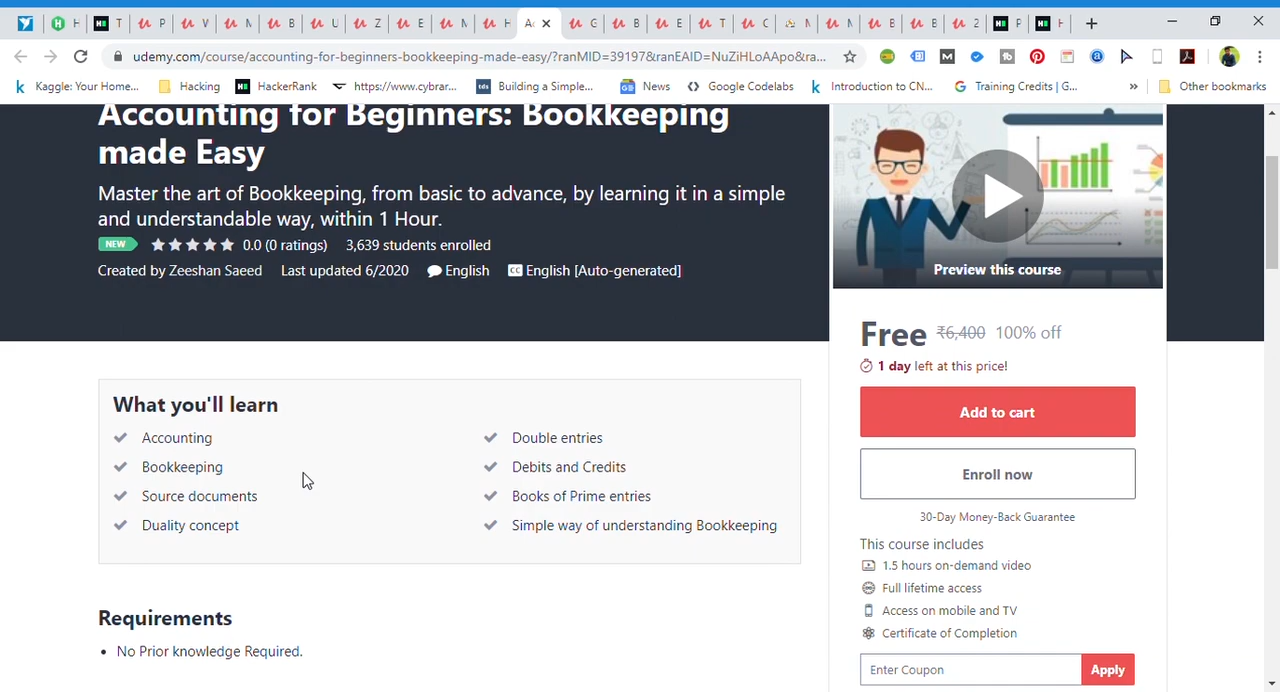 udemy.com/course/accounting-for-beginners-bookkeeping-made-easy/?ranMID=39197&ranEAID=NuZiHLoAApo&ra...
Kaggle: Your Home...
Hacking
HackerRank
https://www.cybrar...
Building a Simple...
News
Google Codelabs
Introduction to CN...
Training Credits | G...
Other bookmarks
Accounting for Beginners: Bookkeeping
made Easy
Master the art of Bookkeeping, from basic to advance, by learning it in a simple
and understandable way, within 1 Hour.
NEW 0.0 (0 ratings) 3,639 students enrolled
Created by Zeeshan Saeed Last updated 6/2020 English CC English [Auto-generated]
Preview this course
Free ₹6,400 100% off
1 day left at this price!
Add to cart
Enroll now
30-Day Money-Back Guarantee
This course includes
1.5 hours on-demand video
Full lifetime access
Access on mobile and TV
Certificate of Completion
Enter Coupon Apply
What you'll learn
Accounting
Bookkeeping
Source documents
Duality concept
Double entries
Debits and Credits
Books of Prime entries
Simple way of understanding Bookkeeping
Requirements
No Prior knowledge Required.